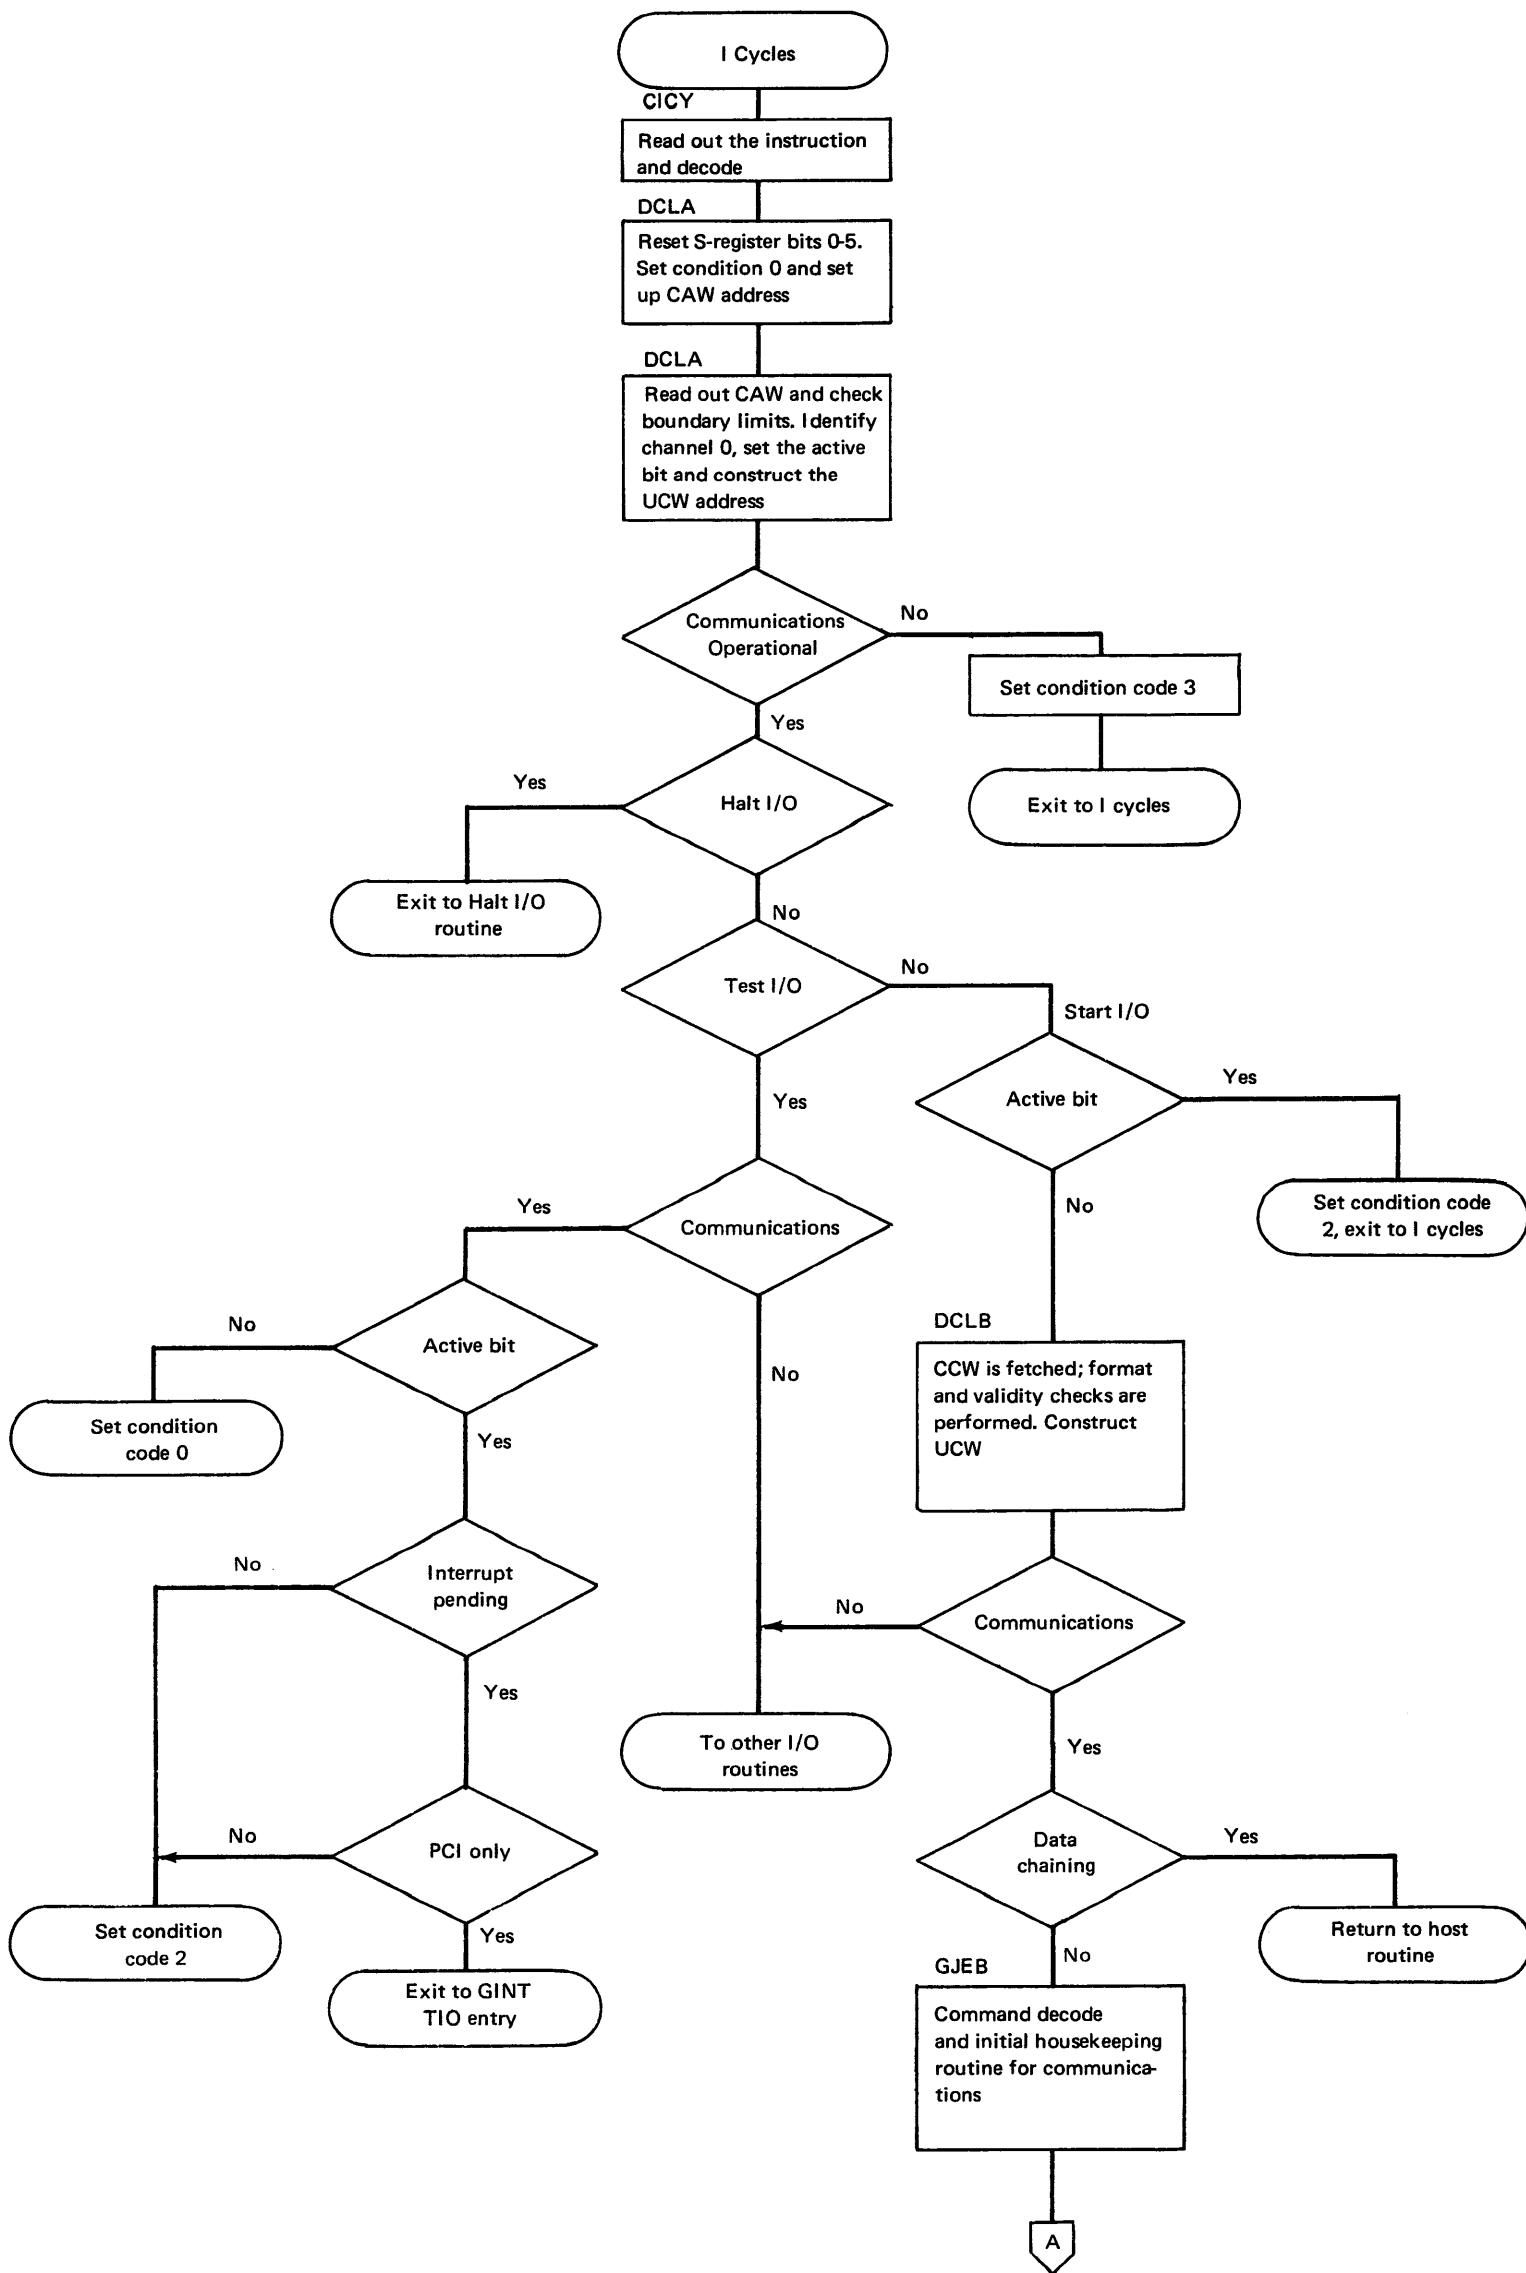 I Cycles
CICY
Read out the instruction
and decode
DCLA
Reset S-register bits 0-5.
Set condition 0 and set
up CAW address
DCLA
Read out CAW and check
boundary limits. Identify
channel 0, set the active
bit and construct the
UCW address
Communications
Operational
No
Set condition code 3
Exit to I cycles
Yes
Halt I/O
Yes
Exit to Halt I/O
routine
No
Test I/O
No
Start I/O
Active bit
Yes
Set condition code
2, exit to I cycles
Yes
No
Communications
Yes
No
Active bit
No
Set condition
code 0
Yes
Interrupt
pending
No
Yes
PCI only
No
Set condition
code 2
Yes
Exit to GINT
TIO entry
DCLB
CCW is fetched; format
and validity checks are
performed. Construct
UCW
Communications
No
To other I/O
routines
Yes
Data
chaining
Yes
Return to host
routine
No
GJEB
Command decode
and initial housekeeping
routine for communica-
tions
A